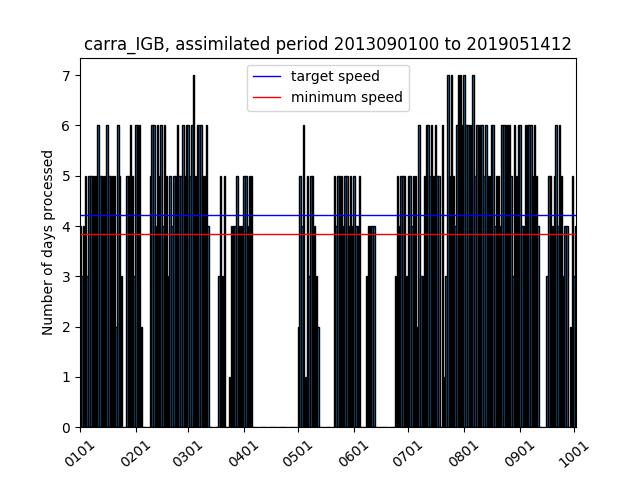 carra_IGB, assimilated period 2013090100 to 2019051412
target speed
minimum speed
Number of days processed
7
6
5
4
3
2
1
0
0101 0201 0301 0401 0501 0601 0701 0801 0901 1001